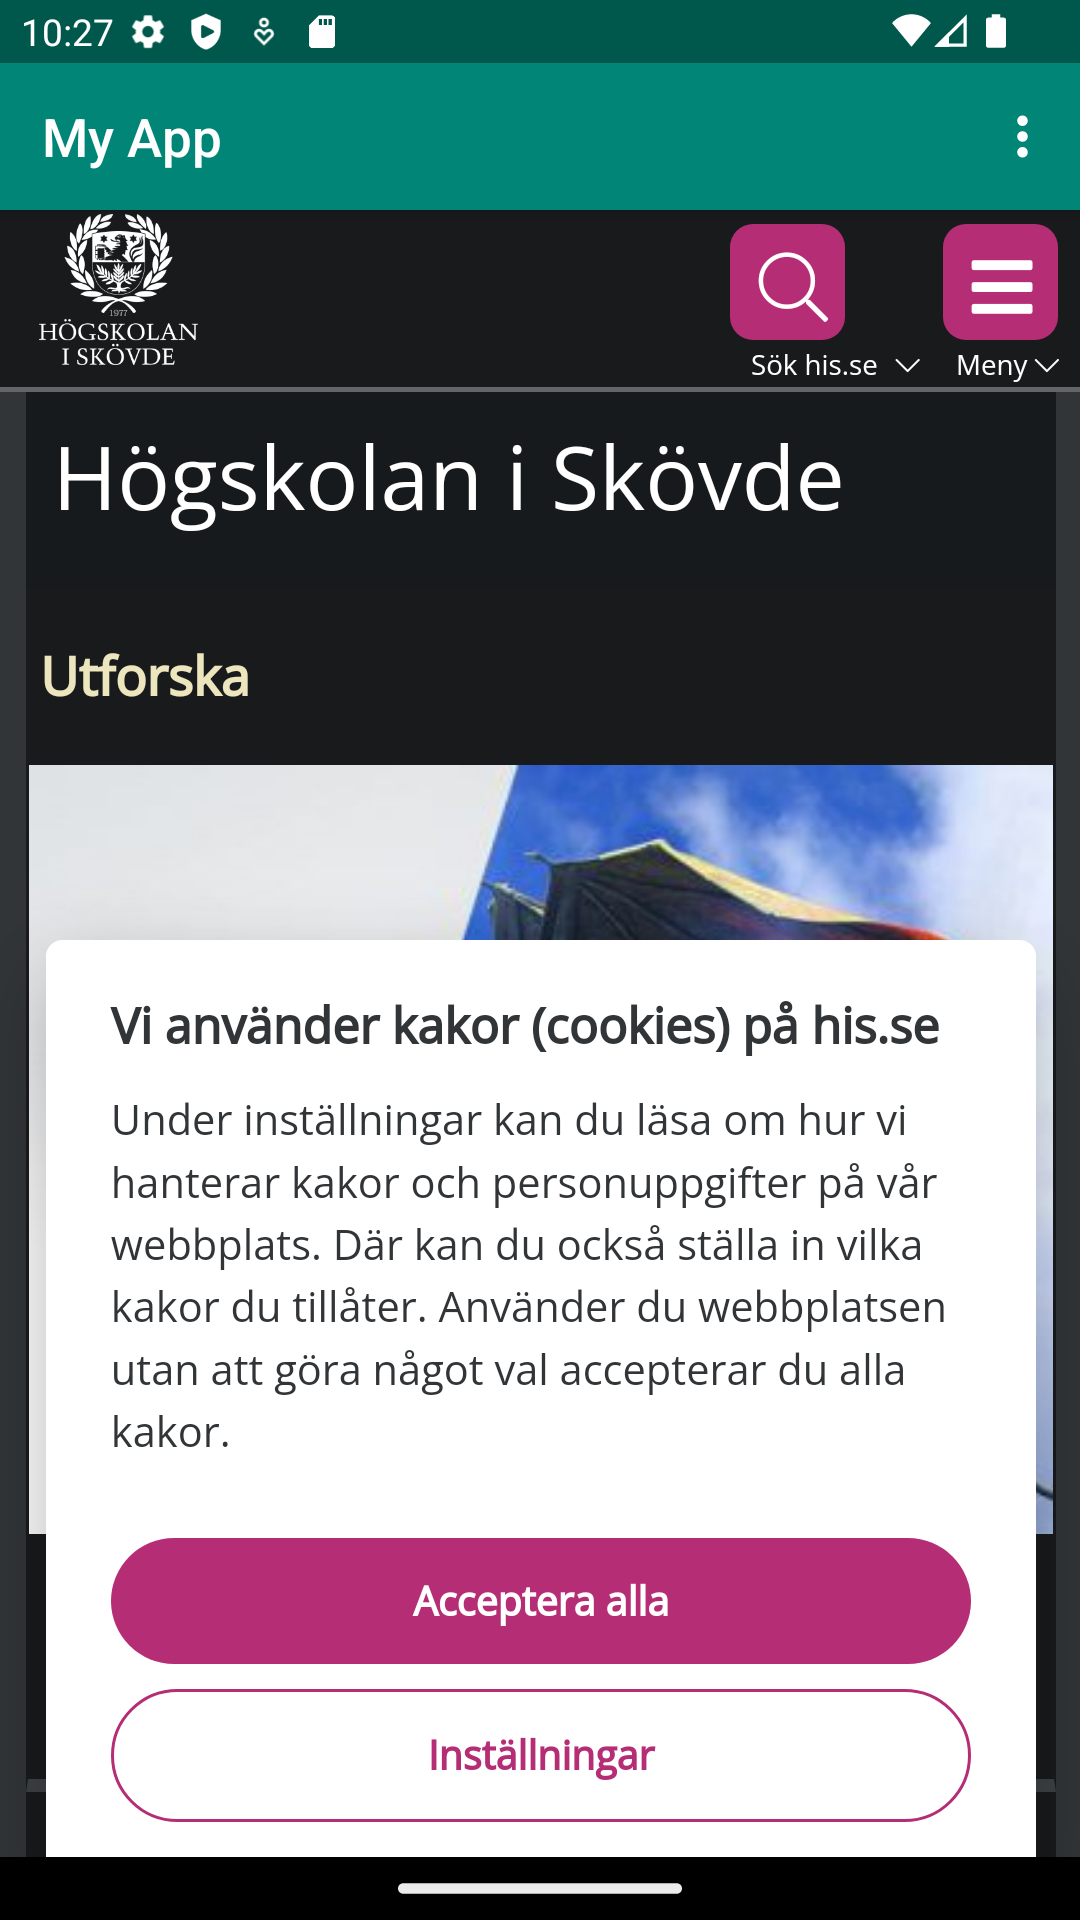 10:27
My App
1977
HÖGSKOLAN
I SKÖVDE
Sök his.se
Meny
Högskolan i Skövde
Utforska
Vi använder kakor (cookies) på his.se
Under inställningar kan du läsa om hur vi
hanterar kakor och personuppgifter på vår
webbplats. Där kan du också ställa in vilka
kakor du tillåter. Använder du webbplatsen
utan att göra något val accepterar du alla
kakor.
Acceptera alla
Inställningar